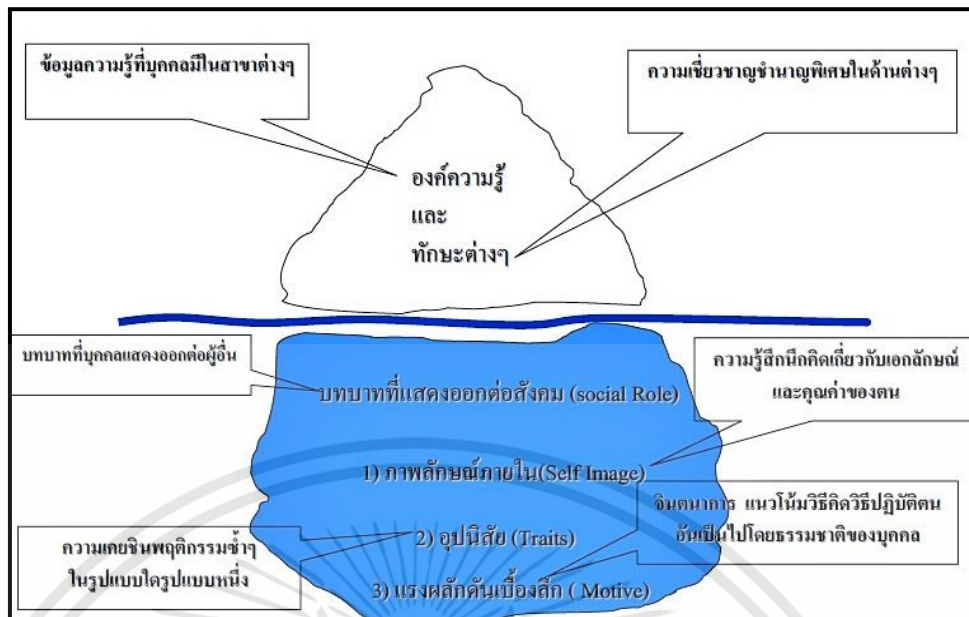 ข้อมูลความรู้ที่บุคคลมีในสาขาต่างๆ
ความเชี่ยวชาญชำนาญพิเศษในด้านต่างๆ
องค์ความรู้
และ
ทักษะต่างๆ
บทบาทที่บุคคลแสดงออกต่อผู้อื่น
ความรู้สึกนึกคิดเกี่ยวกับเอกลักษณ์
และคุณค่าของตน
บทบาทที่แสดงออกต่อสังคม (social Role)
1) ภาพลักษณ์ภายใน(Self Image)
จินตนาการ แนวโน้มวิธีคิดวิธีปฏิบัติตน
อันเป็นไปโดยธรรมชาติของบุคคล
2) อุปนิสัย (Traits)
ความเคยชินพฤติกรรมซ้ำๆ
ในรูปแบบใดรูปแบบหนึ่ง
3) แรงผลักดันเบื้องลึก ( Motive)